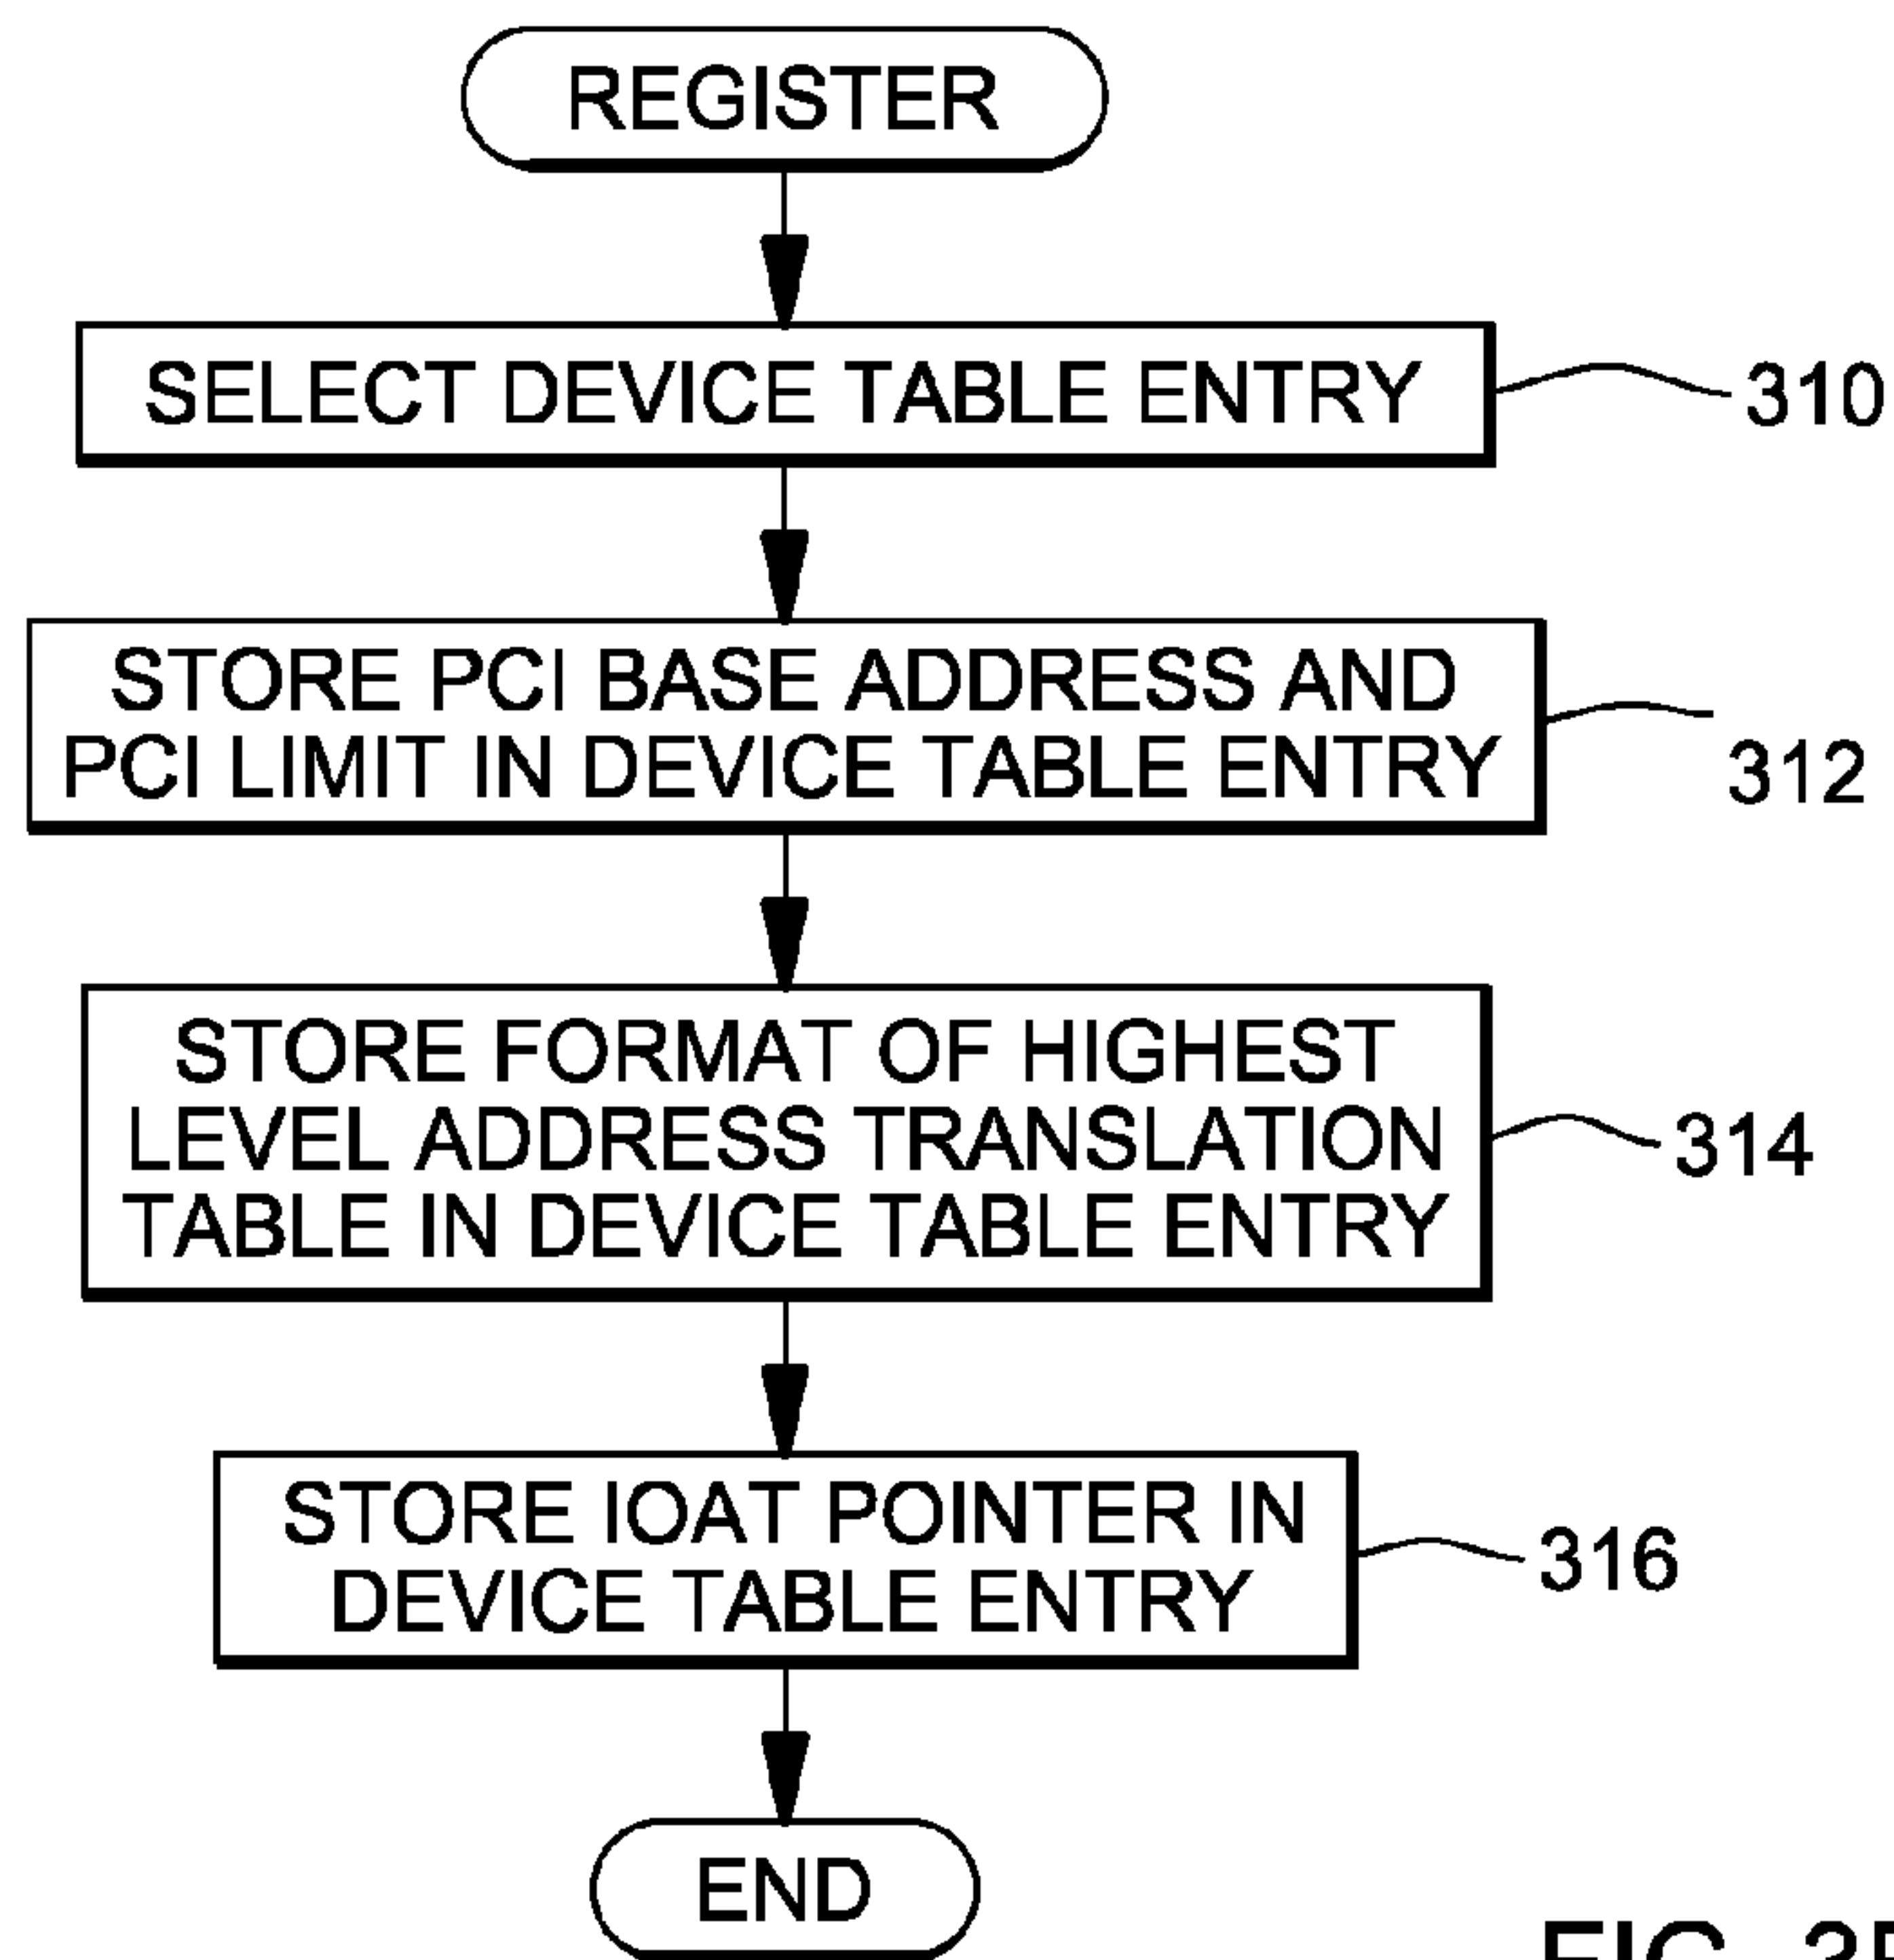 REGISTER
SELECT DEVICE TABLE ENTRY
310
STORE PCI BASE ADDRESS AND
PCI LIMIT IN DEVICE TABLE ENTRY
312
STORE FORMAT OF HIGHEST
LEVEL ADDRESS TRANSLATION
TABLE IN DEVICE TABLE ENTRY
314
STORE IOAT POINTER IN
DEVICE TABLE ENTRY
316
END
FIG.